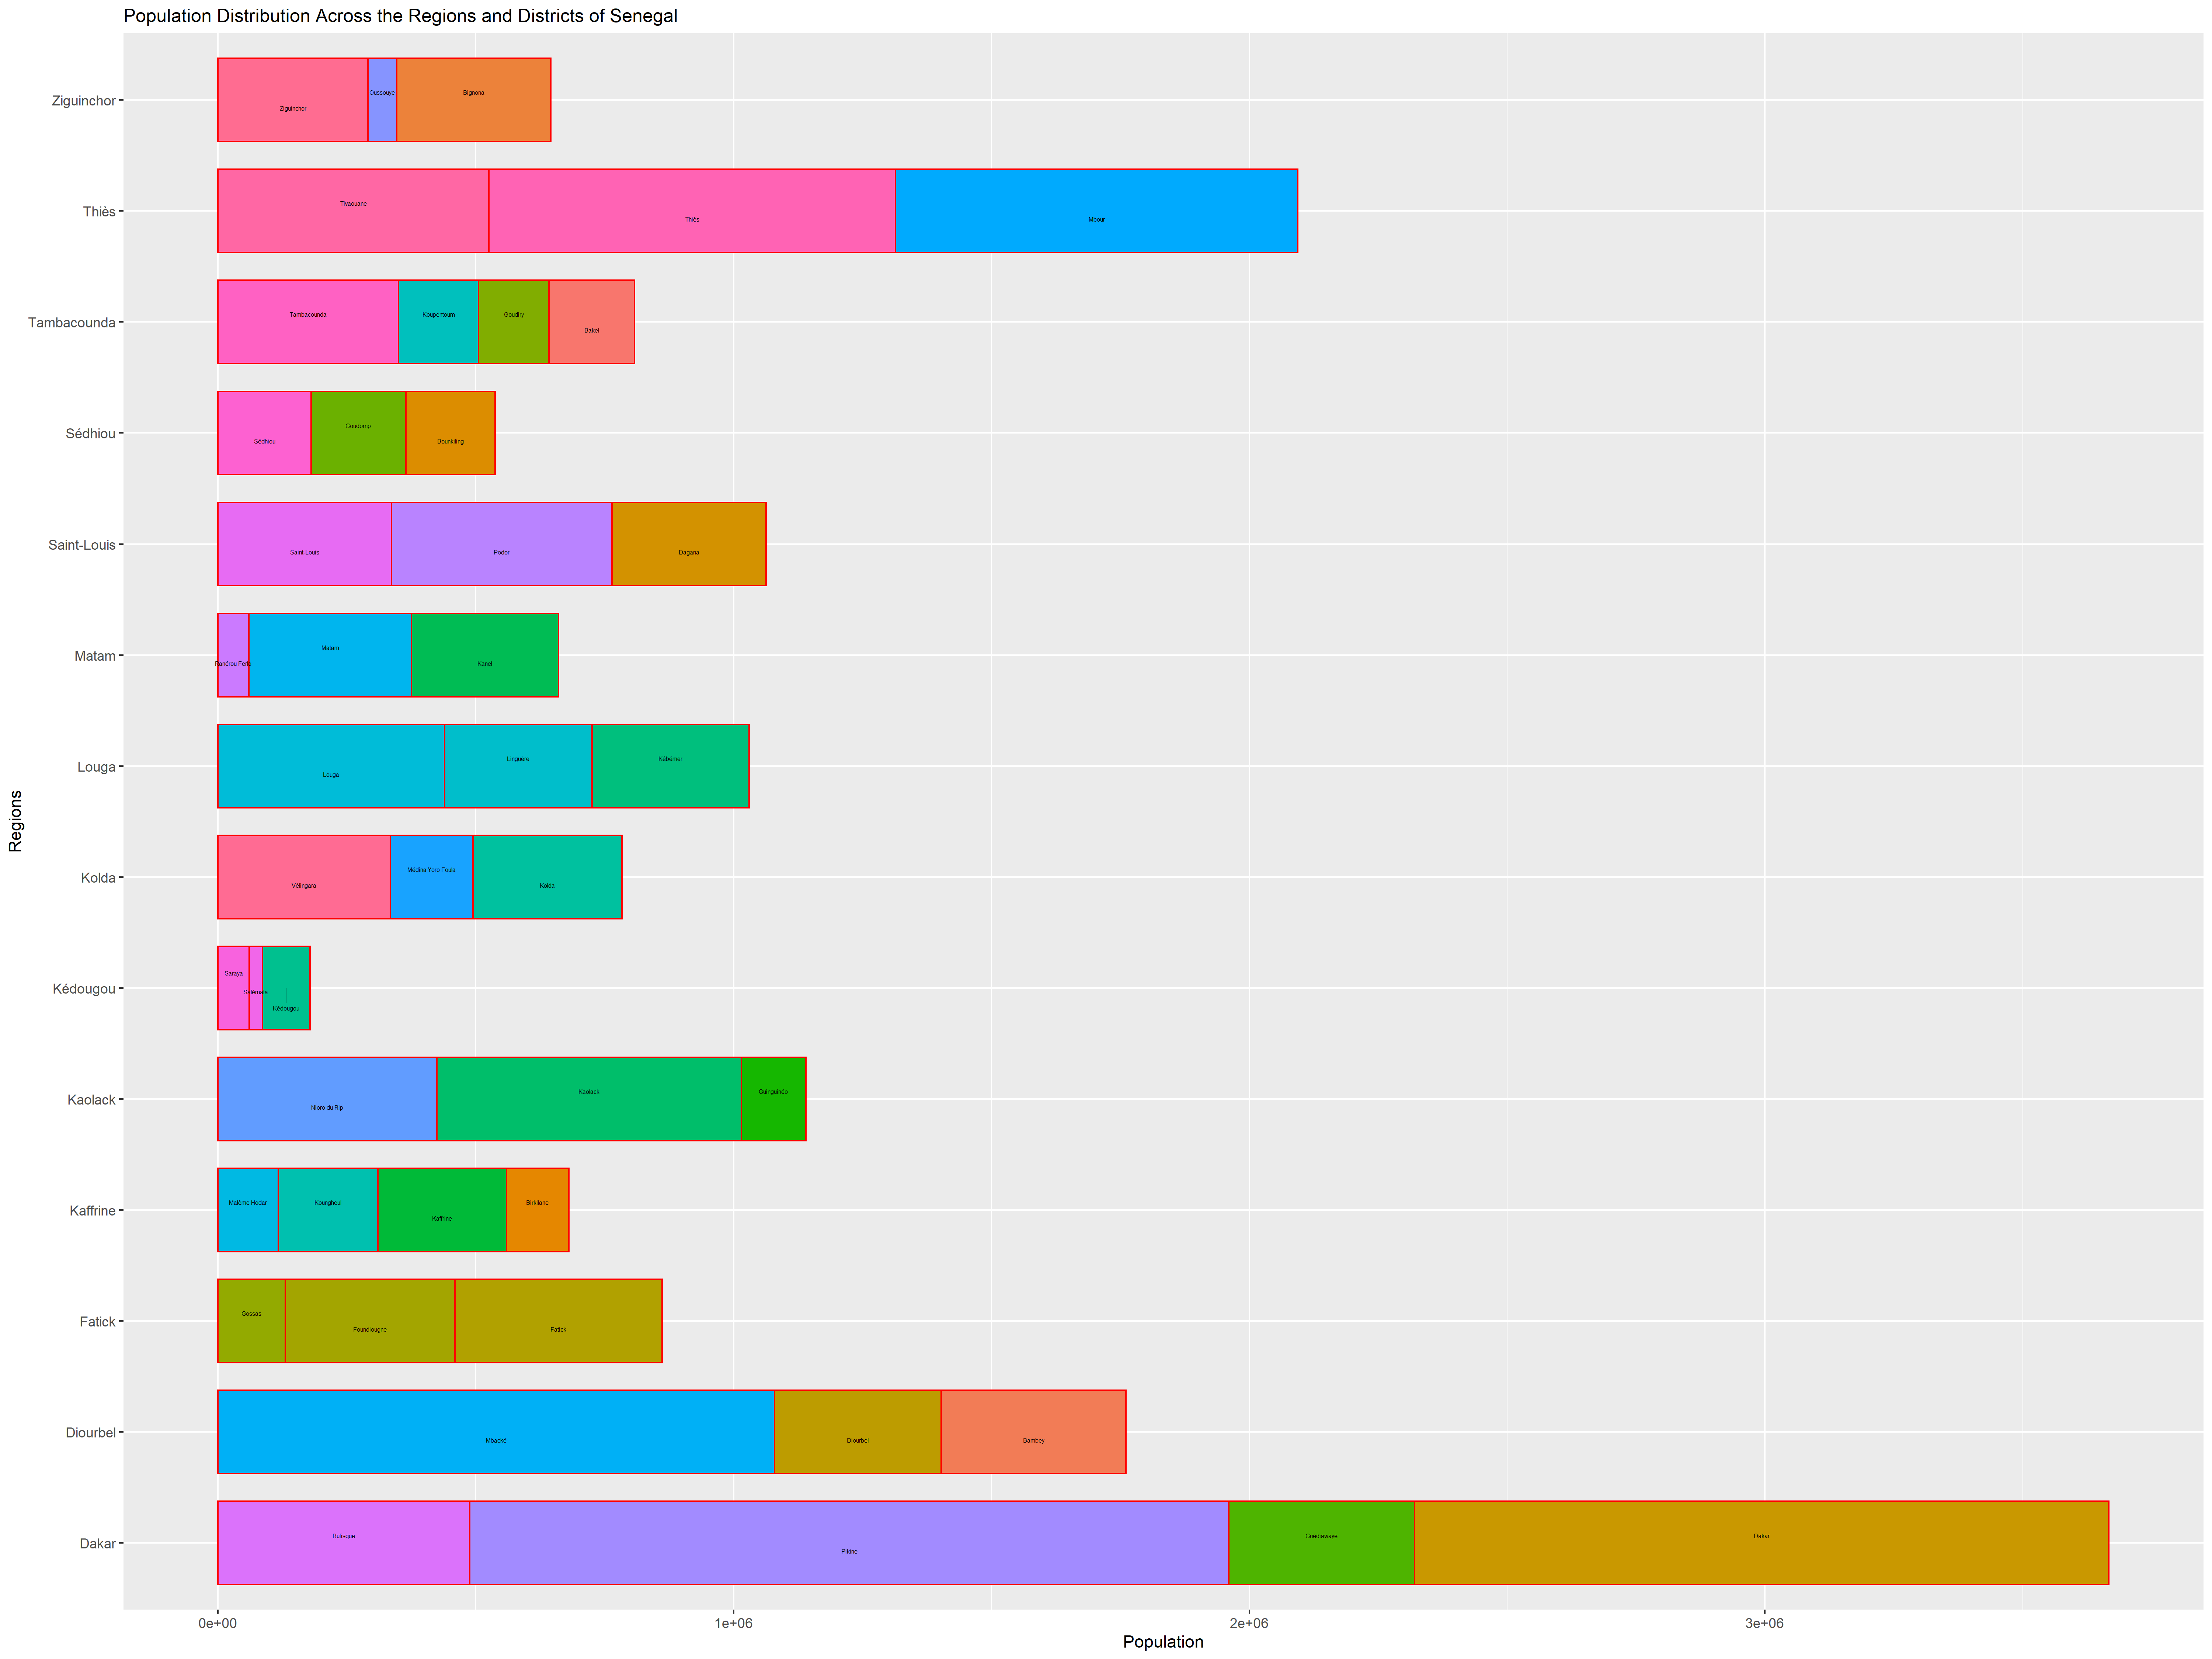 Population Distribution Across the Regions and Districts of Senegal
Ziguinchor
Ziguinchor
Oussouye
Bignona
Thiès
Tivaouane
Thiès
Mbour
Tambacounda
Tambacounda
Koupentoum
Goudiry
Bakel
Sédhiou
Sédhiou
Goudomp
Bounkiling
Saint-Louis
Saint-Louis
Podor
Dagana
Matam
Ranérou Ferlo
Matam
Kanel
Louga
Louga
Linguère
Kébémer
Kolda
Vélingara
Médina Yoro Foula
Kolda
Kédougou
Saraya
Salémata
Kédougou
Kaolack
Nioro du Rip
Kaolack
Guinguinéo
Kaffrine
Malème Hodar
Koungheul
Kaffrine
Birkilane
Fatick
Gossas
Foundiougne
Fatick
Diourbel
Mbacké
Diourbel
Bambey
Dakar
Rufisque
Pikine
Guédiawaye
Dakar
0e+00
1e+06
2e+06
3e+06
Population
Regions